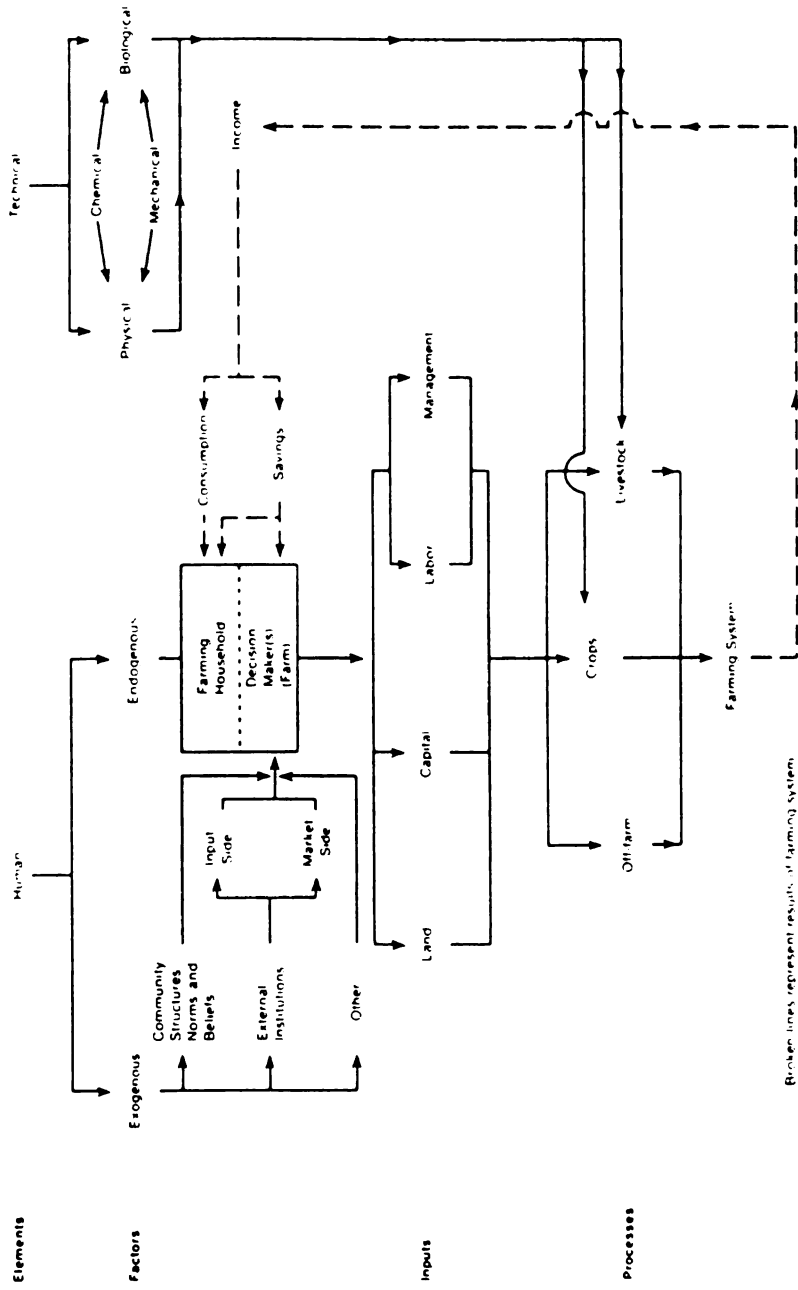 Elements
Human
Technical
Factors
Exogenous
Endogenous
Physical
Chemical
Mechanical
Biological
Community
Structures
Norms and
Beliefs
External
Institutions
Other
Input
Side
Market
Side
Farming
Household
Decision
Maker(s)
(Farm)
Consumption
Savings
Income
Inputs
Land
Capital
Labor
Management
Processes
Off-farm
Crops
Livestock
Farming System
Broken lines represent results of farming system